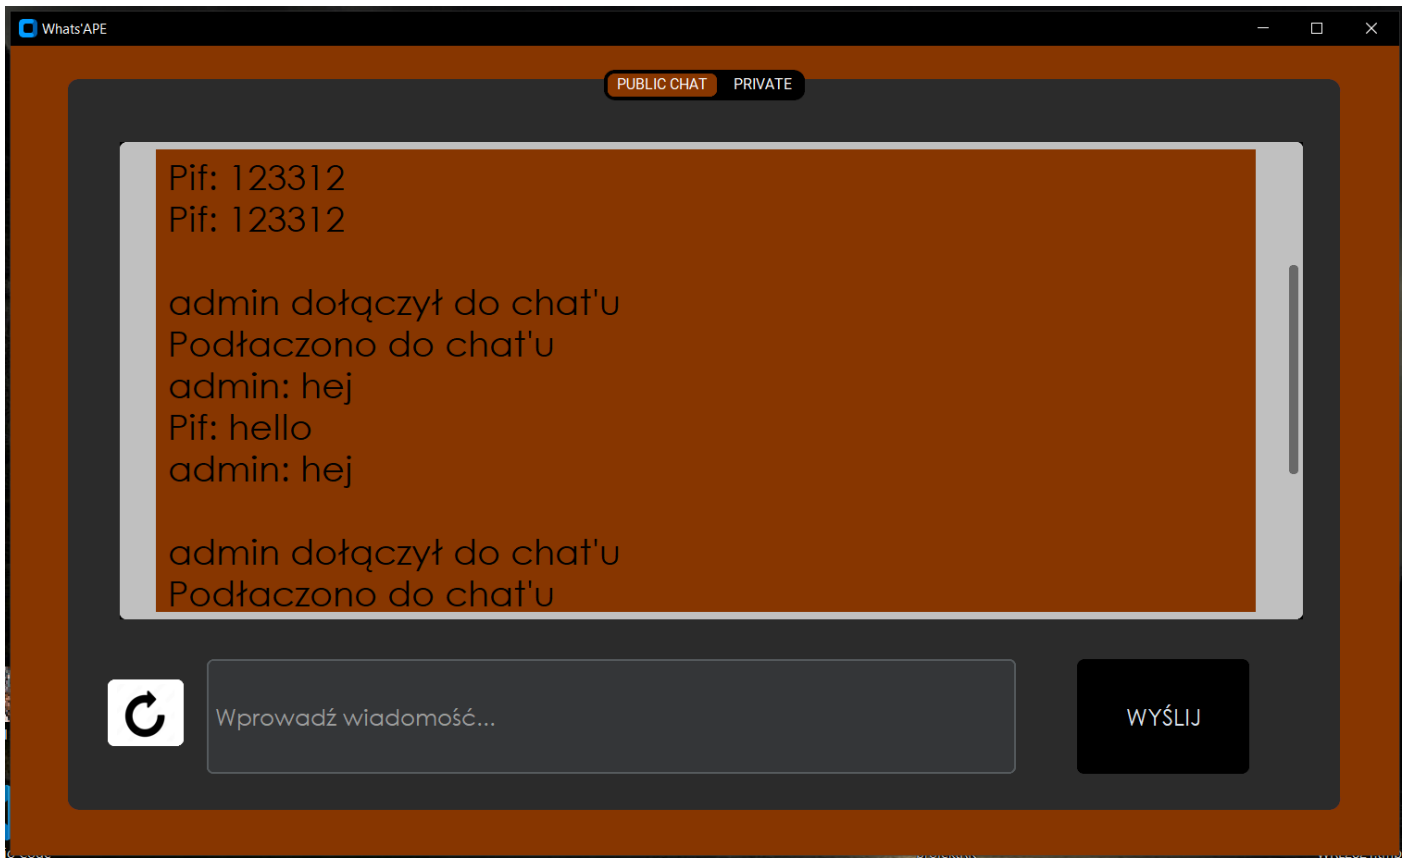 Whats'APE
PUBLIC CHAT PRIVATE
Pif: 123312
Pif: 123312
admin dołączył do chat'u
Podłaczono do chat'u
admin: hej
Pif: hello
admin: hej
admin dołączył do chat'u
Podłaczono do chat'u
Wprowadź wiadomość...
WYŚLIJ